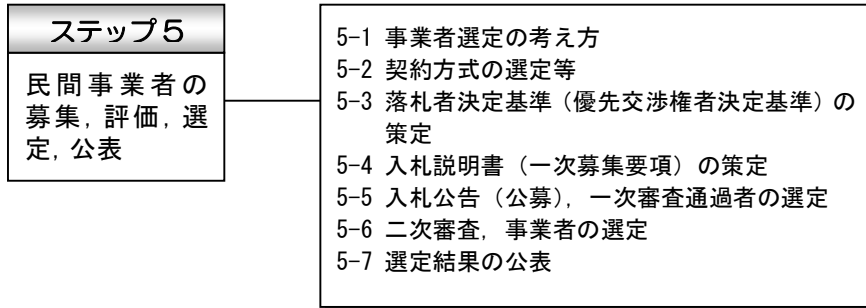 ステップ5
民間事業者の
募集，評価，選
定，公表
5-1 事業者選定の考え方
5-2 契約方式の選定等
5-3 落札者決定基準（優先交渉権者決定基準）の
策定
5-4 入札説明書（一次募集要項）の策定
5-5 入札公告（公募），一次審査通過者の選定
5-6 二次審査，事業者の選定
5-7 選定結果の公表